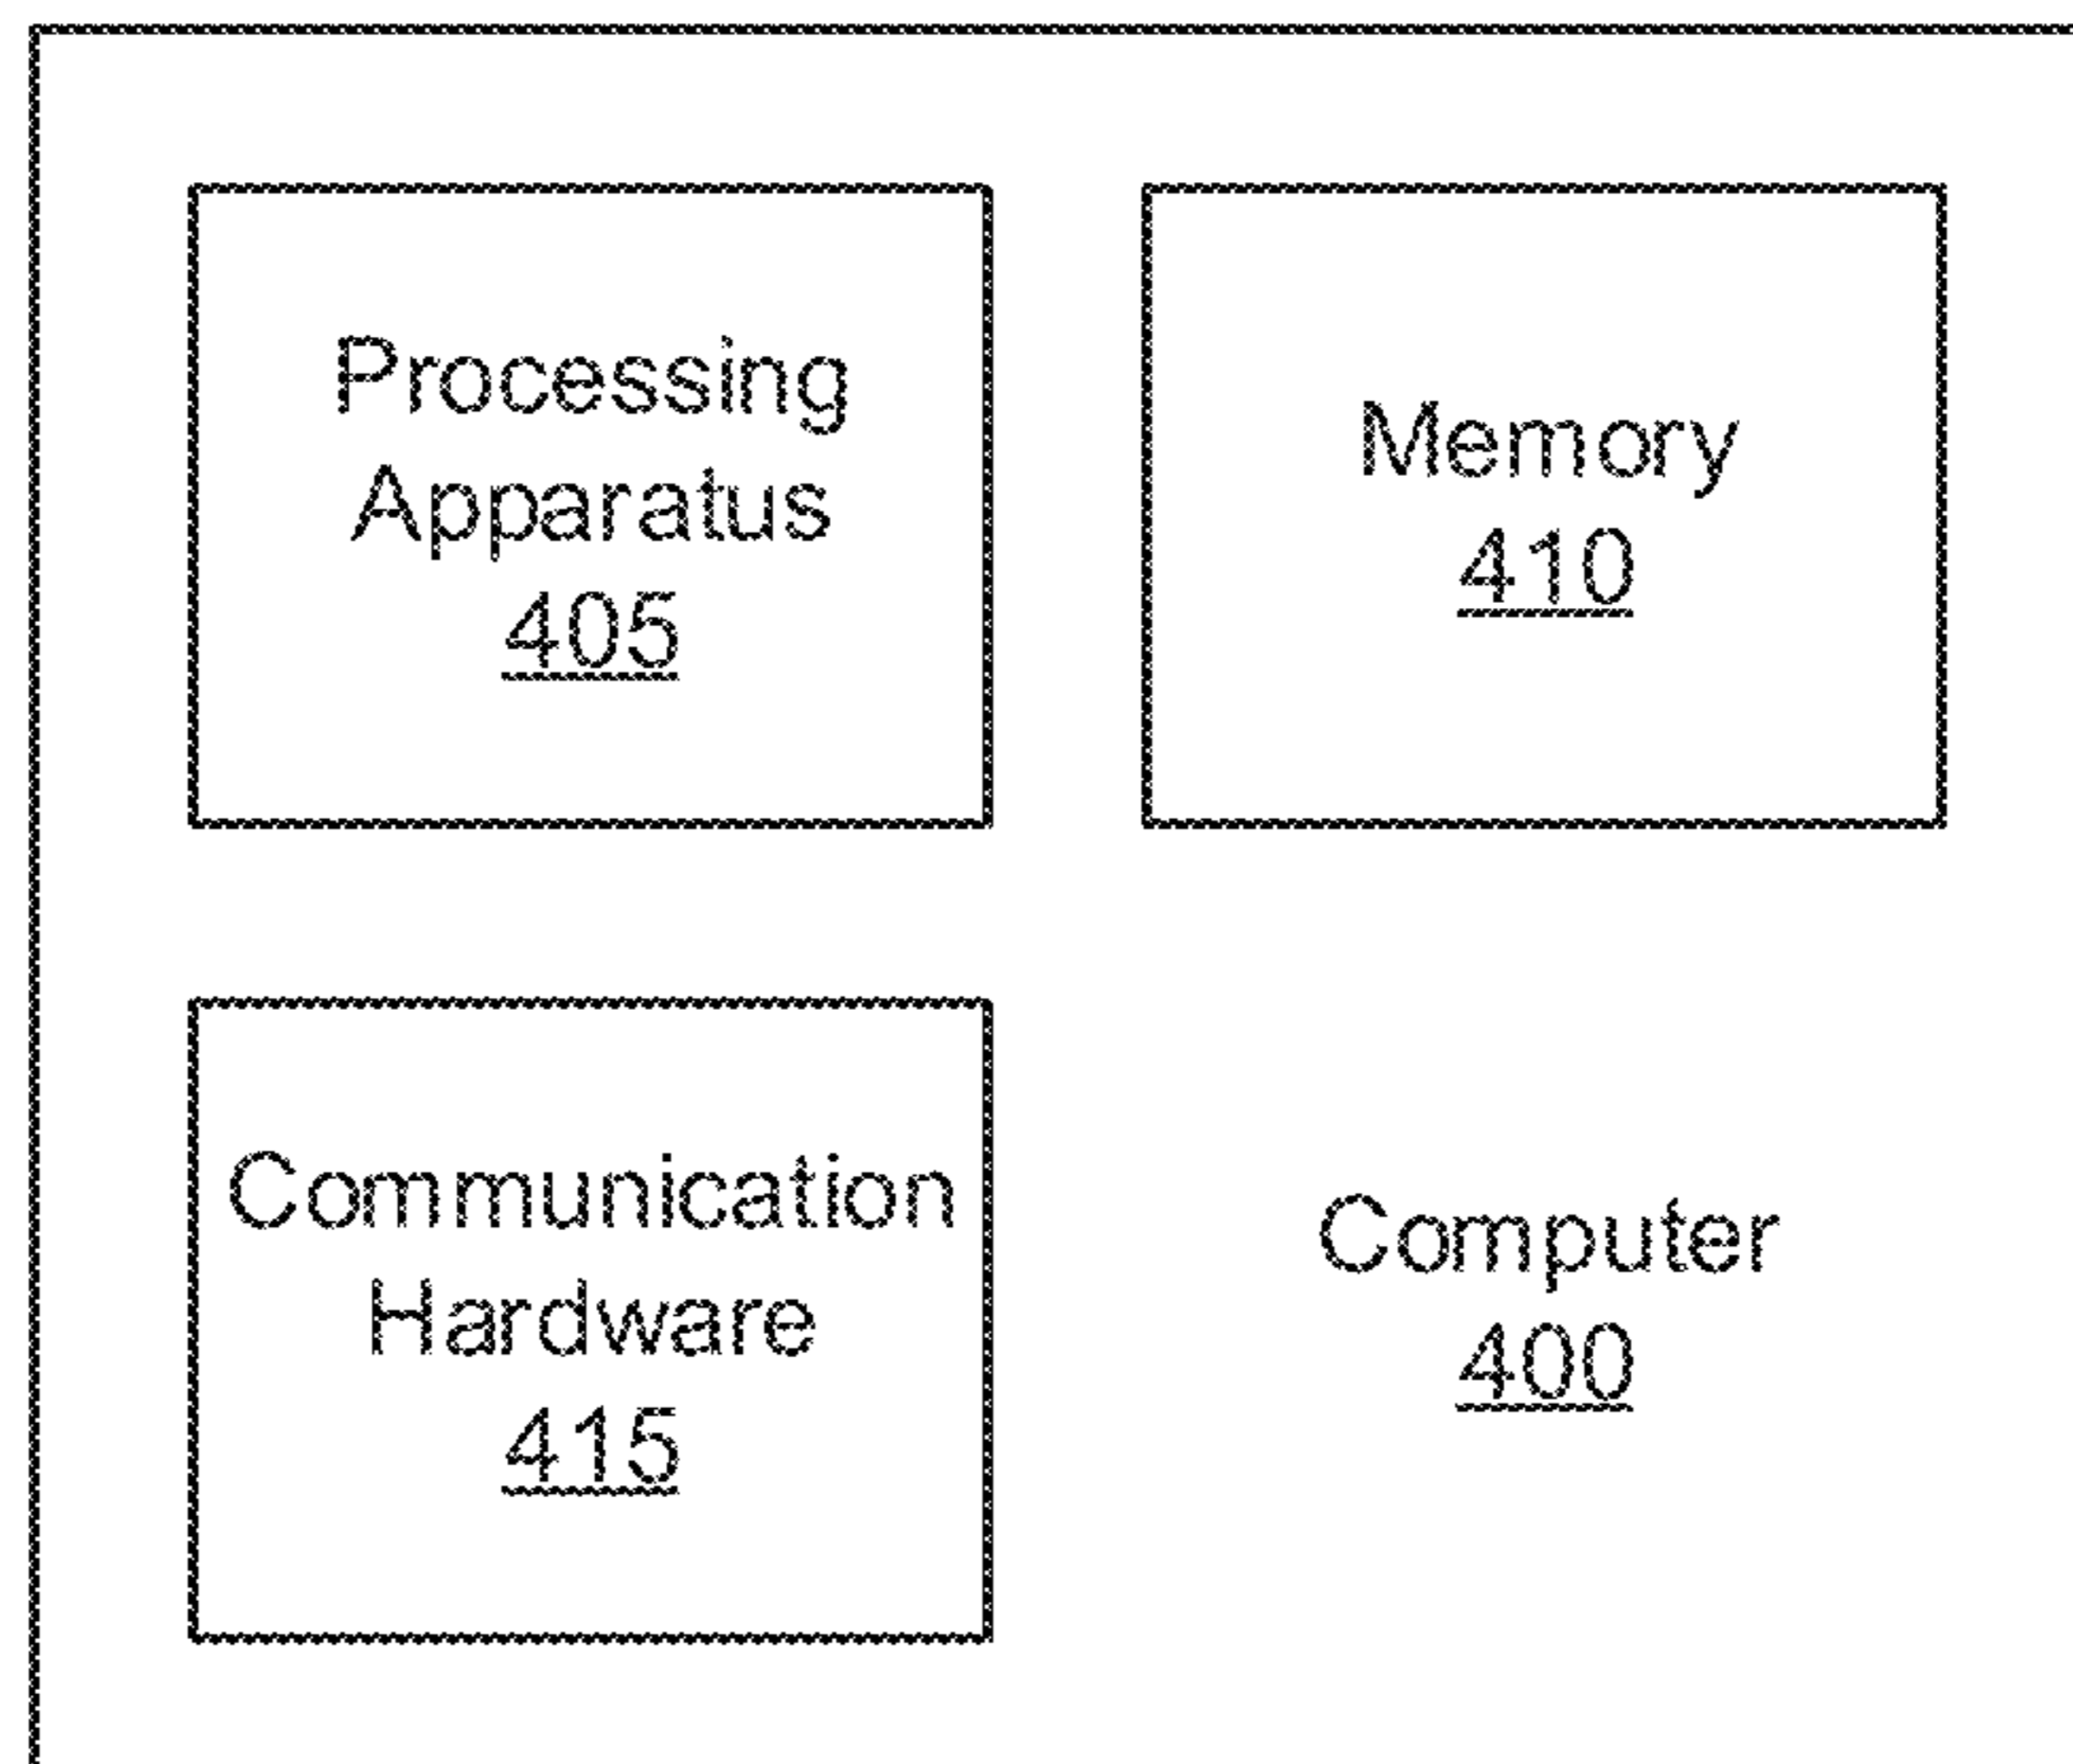 Processing
Apparatus
405
Memory
410
Communication
Hardware
415
Computer
400